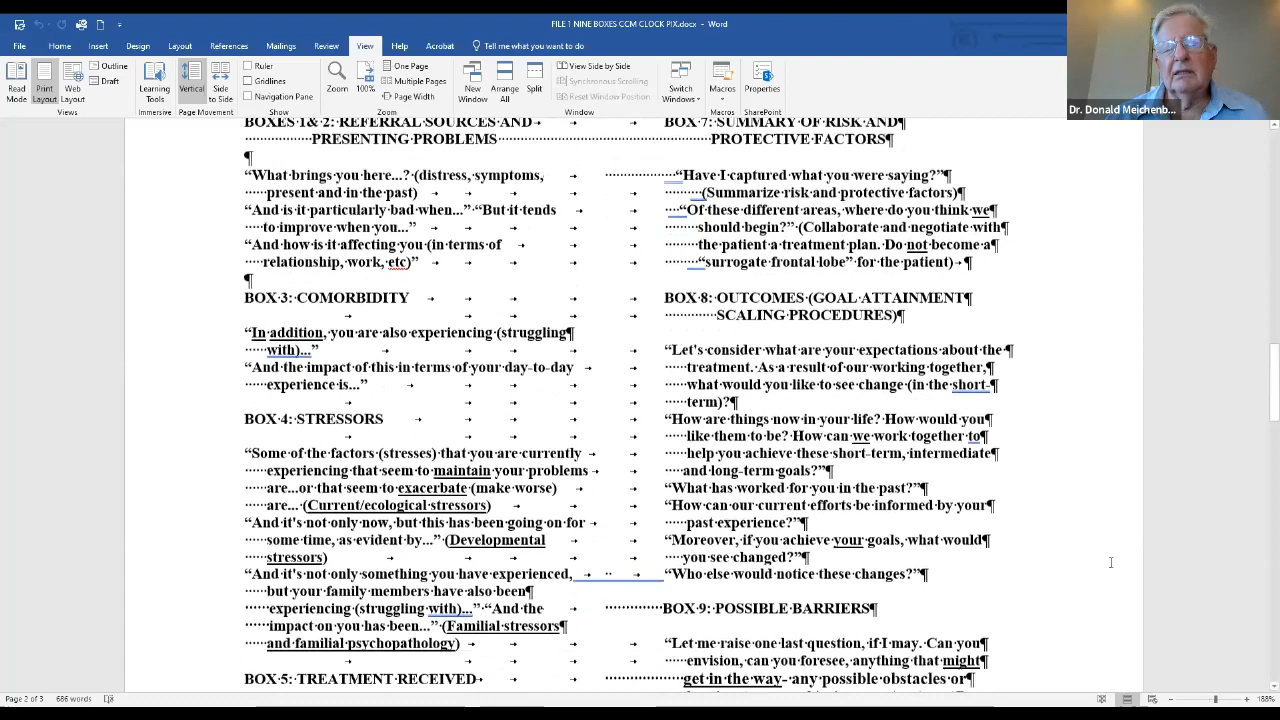 FILE 1 NINE BOXES CCM CLOCK PIX.docx - Word
File Home Insert Design Layout References Mailings Review View Help Acrobat Tell me what you want to do
Read Mode
Print Layout
Web Layout
Outline
Draft
Learning Tools
Immersive
Vertical
Side to Side
Page Movement
Ruler
Gridlines
Navigation Pane
Show
Zoom
100%
One Page
Multiple Pages
Page Width
Zoom
New Window
Arrange All
Split
View Side by Side
Synchronous Scrolling
Reset Window Position
Window
Switch Windows
Macros
Macros
Properties
SharePoint
Dr. Donald Meichenb...
BOXES 1& 2: REFERRAL SOURCES AND
PRESENTING PROBLEMS
“What brings you here...? (distress, symptoms,
present and in the past)
“And is it particularly bad when...” “But it tends
to improve when you...”
“And how is it affecting you (in terms of
relationship, work, etc)”
BOX 3: COMORBIDITY
“In addition, you are also experiencing (struggling
with)...”
“And the impact of this in terms of your day-to-day
experience is...”
BOX 4: STRESSORS
“Some of the factors (stresses) that you are currently
experiencing that seem to maintain your problems
are...or that seem to exacerbate (make worse)
are... (Current/ecological stressors)
“And it's not only now, but this has been going on for
some time, as evident by...” (Developmental
stressors)
“And it's not only something you have experienced,
but your family members have also been
experiencing (struggling with)...” “And the
impact on you has been...” (Familial stressors
and familial psychopathology)
BOX 5: TREATMENT RECEIVED
BOX 7: SUMMARY OF RISK AND
PROTECTIVE FACTORS
“Have I captured what you were saying?”
(Summarize risk and protective factors)
“Of these different areas, where do you think we
should begin?” (Collaborate and negotiate with
the patient a treatment plan. Do not become a
“surrogate frontal lobe” for the patient)
BOX 8: OUTCOMES (GOAL ATTAINMENT
SCALING PROCEDURES)
“Let's consider what are your expectations about the
treatment. As a result of our working together,
what would you like to see change (in the short-
term)?
“How are things now in your life? How would you
like them to be? How can we work together to
help you achieve these short-term, intermediate
and long-term goals?”
“What has worked for you in the past?”
“How can our current efforts be informed by your
past experience?”
“Moreover, if you achieve your goals, what would
you see changed?”
“Who else would notice these changes?”
BOX 9: POSSIBLE BARRIERS
“Let me raise one last question, if I may. Can you
envision, can you foresee, anything that might
get in the way- any possible obstacles or
Page 2 of 3 686 words
188%